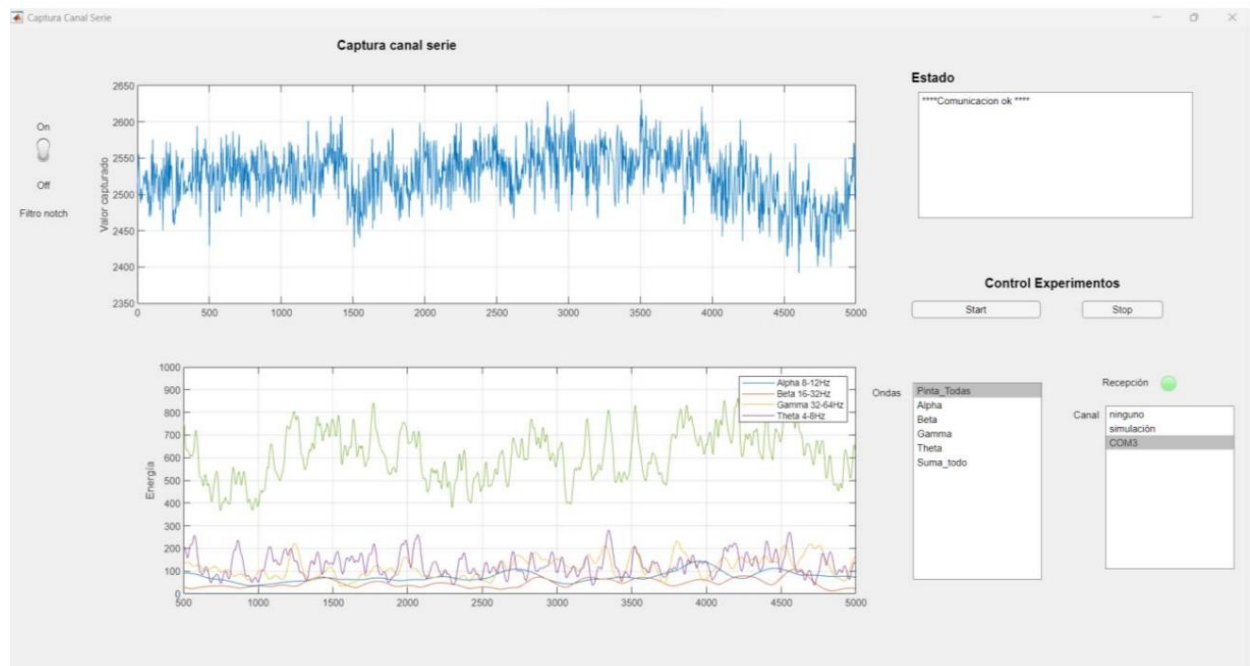 Captura Canal Serie
Captura canal serie
On
Off
Filtro notch
Valor capturado
2650
2600
2550
2500
2450
2400
2350
0 500 1000 1500 2000 2500 3000 3500 4000 4500 5000
Estado
****Comunicacion ok ****
Control Experimentos
Start Stop
Energía
1000
900
800
700
600
500
400
300
200
100
0
500 1000 1500 2000 2500 3000 3500 4000 4500 5000
Alpha 8-12Hz
Beta 16-32Hz
Gamma 32-64Hz
Theta 4-8Hz
Ondas
Pinta_Todas
Alpha
Beta
Gamma
Theta
Suma_todo
Recepción
Canal
ninguno
simulación
COM3